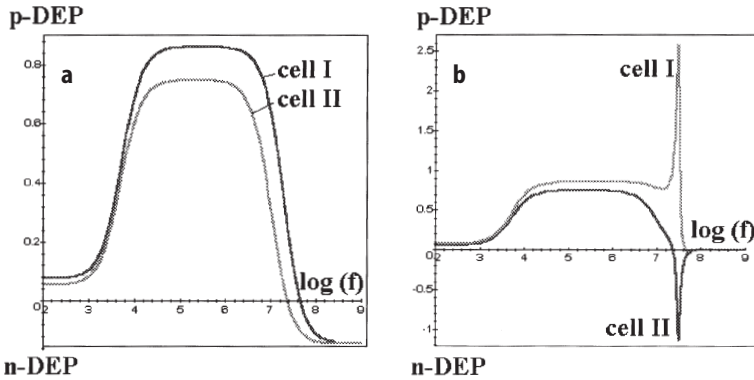 p-DEP
0.8
0.6
0.4
0.2
2 3 4 5 6 7 8 9
a
cell I
cell II
log (f)
n-DEP
p-DEP
2.5
2
1.5
1
0.5
2 3 4 5 6 7 8 9
-0.5
-1
b
cell I
log (f)
cell II
n-DEP